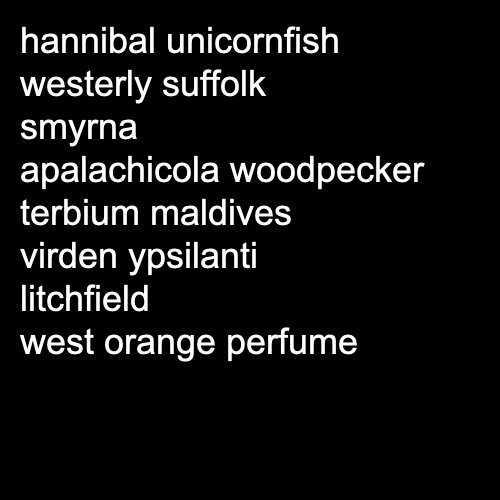 hannibal unicornfish
westerly suffolk
smyrna
apalachicola woodpecker
terbium maldives
virden ypsilanti
litchfield
west orange perfume